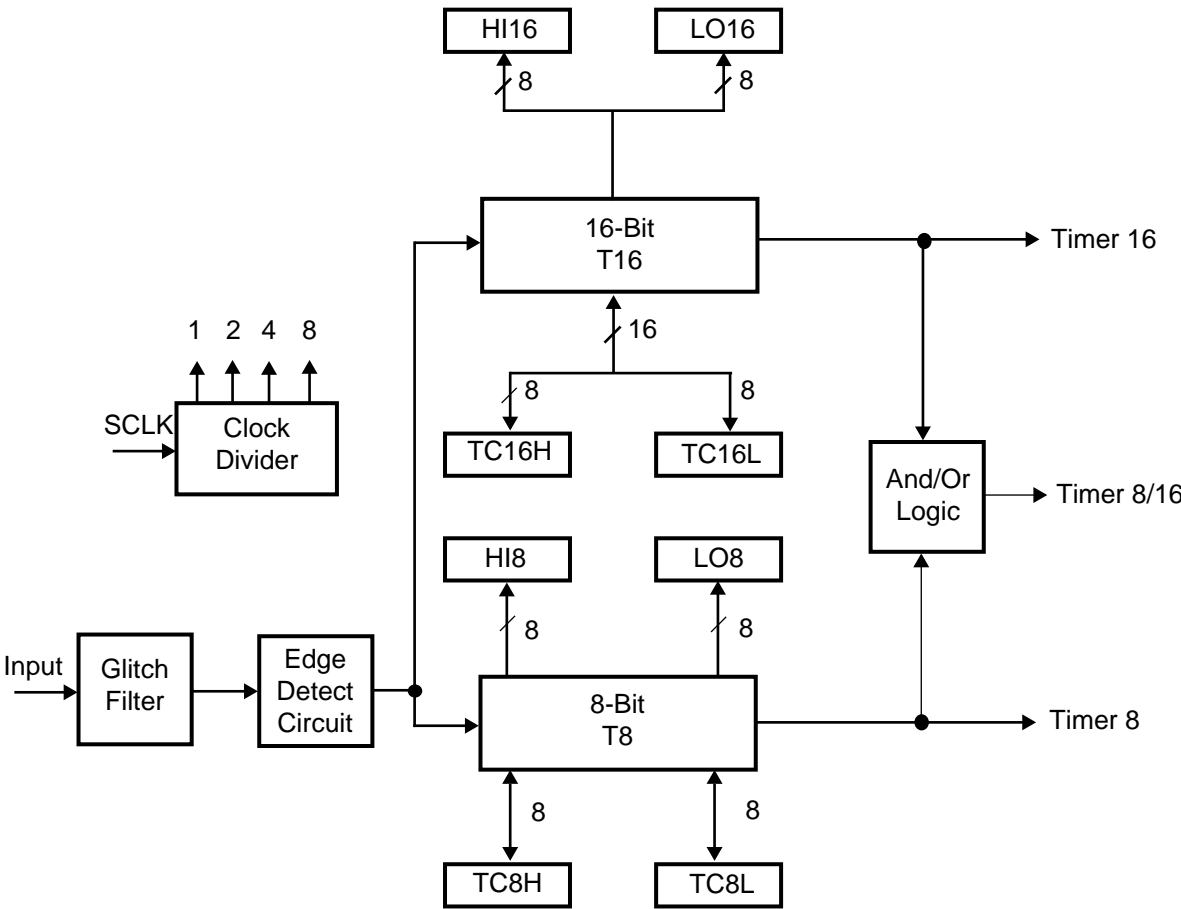 HI16
LO16
8
8
16-Bit
T16
Timer 16
16
1 2 4 8
8
8
SCLK
Clock
Divider
TC16H
TC16L
And/Or
Logic
Timer 8/16
HI8
LO8
8
8
Input
Glitch
Filter
Edge
Detect
Circuit
8-Bit
T8
Timer 8
8
8
TC8H
TC8L